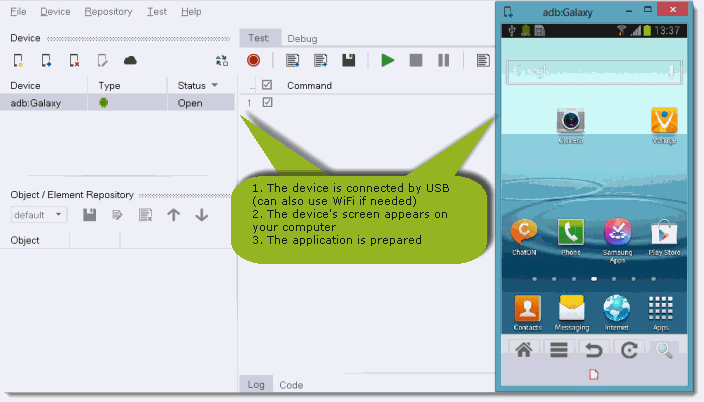 File Device Repository Test Help
adb:Galaxy
Device
Test Debug
13:37
Device Type Status
Command
Google
adb:Galaxy Open
1
Camera
1. The device is connected by USB
(can also use WiFi if needed)
2. The device's screen appears on
your computer
3. The application is prepared
Object / Element Repository
default
Object
ChatON Phone Samsung Apps Play Store
Contacts Messaging Internet Apps
Log Code